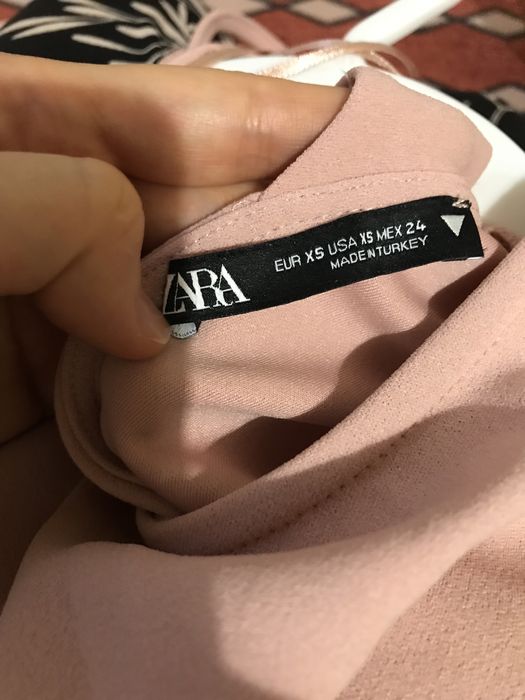 ZARA
EUR XS USA XS MEX 24
MADE IN TURKEY